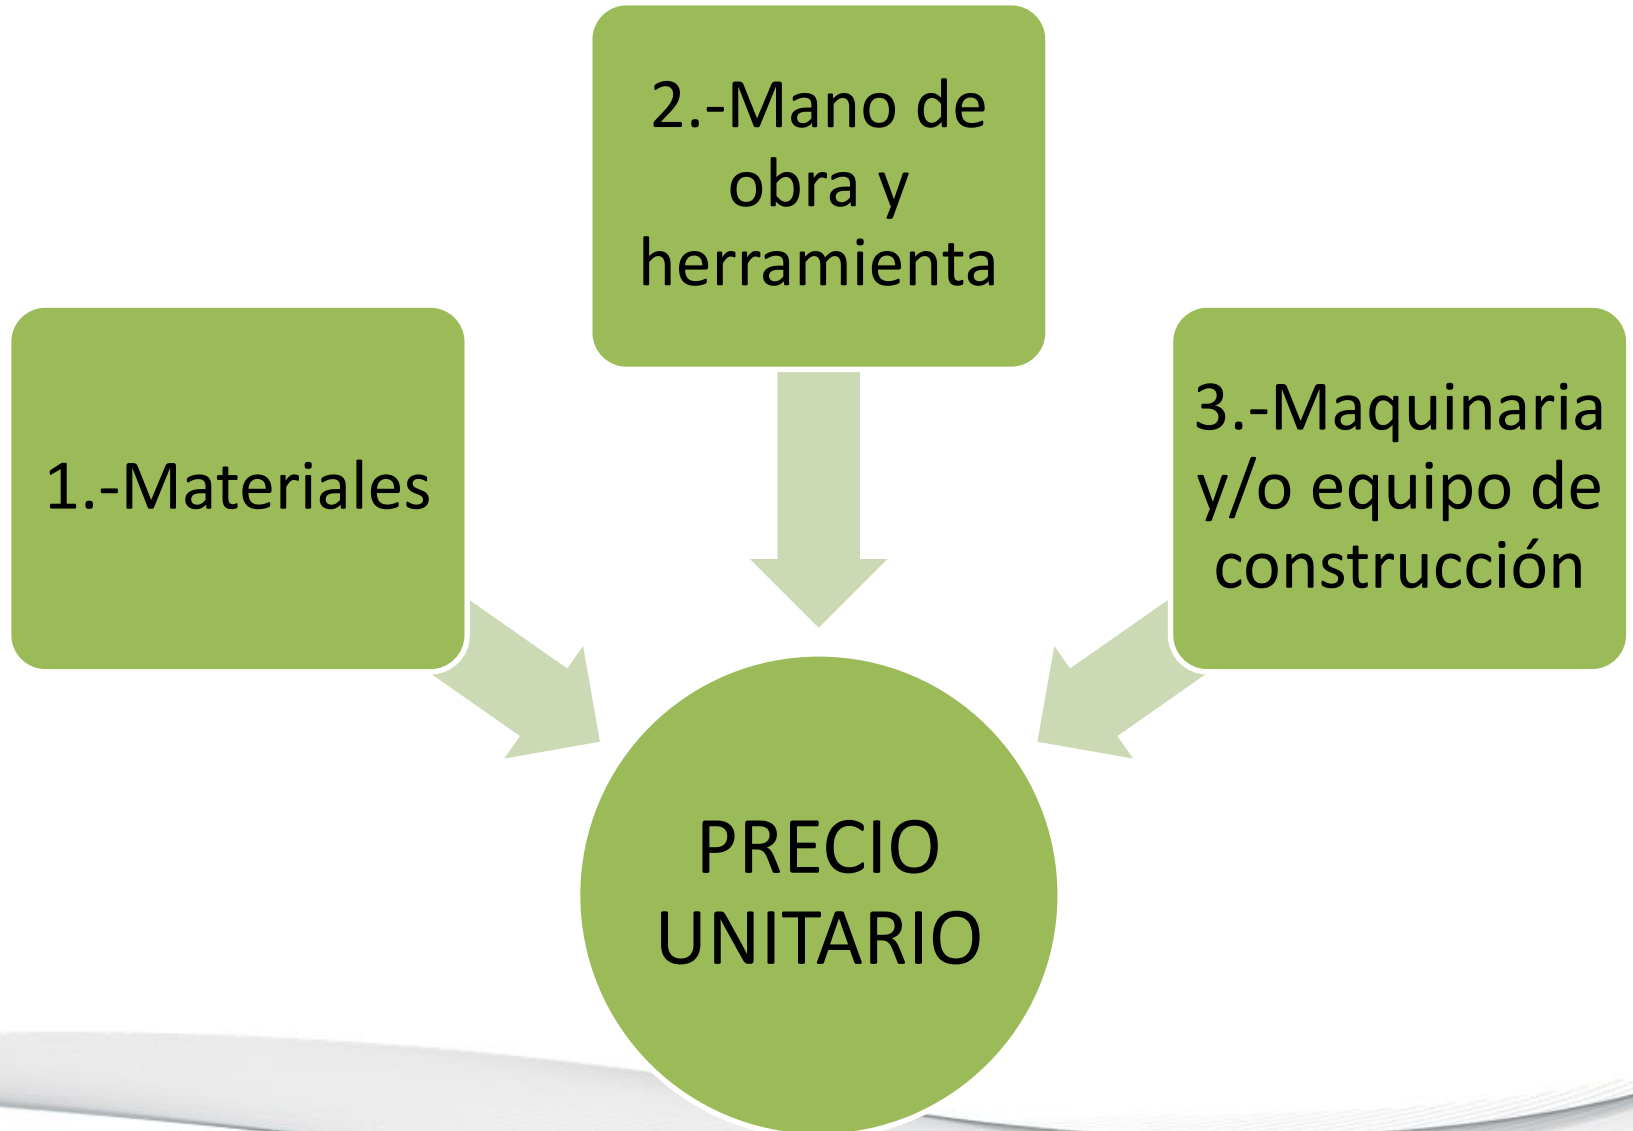 1.-Materiales
2.-Mano de
obra y
herramienta
3.-Maquinaria
y/o equipo de
construcción
PRECIO
UNITARIO